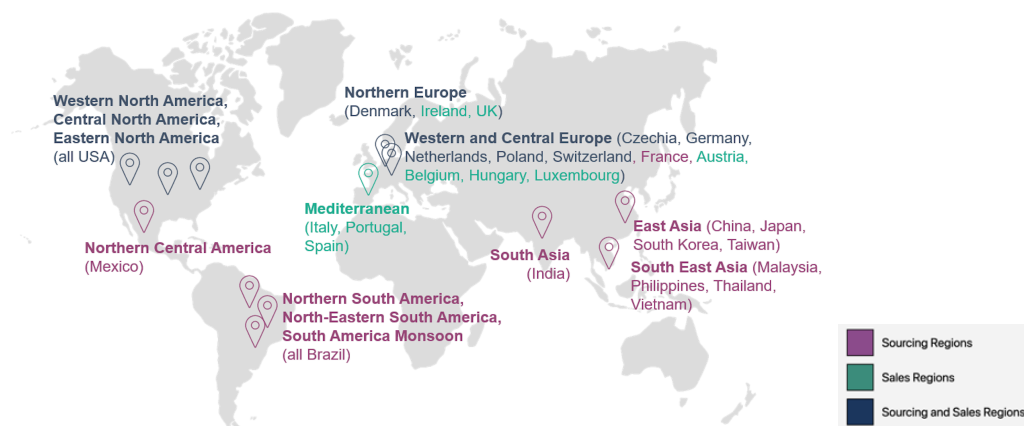 Western North America,
Central North America,
Eastern North America
(all USA)
Northern Europe
(Denmark, Ireland, UK)
Western and Central Europe (Czechia, Germany,
Netherlands, Poland, Switzerland, France, Austria,
Belgium, Hungary, Luxembourg)
Mediterranean
(Italy, Portugal,
Spain)
Northern Central America
(Mexico)
South Asia
(India)
East Asia (China, Japan,
South Korea, Taiwan)
South East Asia (Malaysia,
Philippines, Thailand,
Vietnam)
Northern South America,
North-Eastern South America,
South America Monsoon
(all Brazil)
Sourcing Regions
Sales Regions
Sourcing and Sales Regions